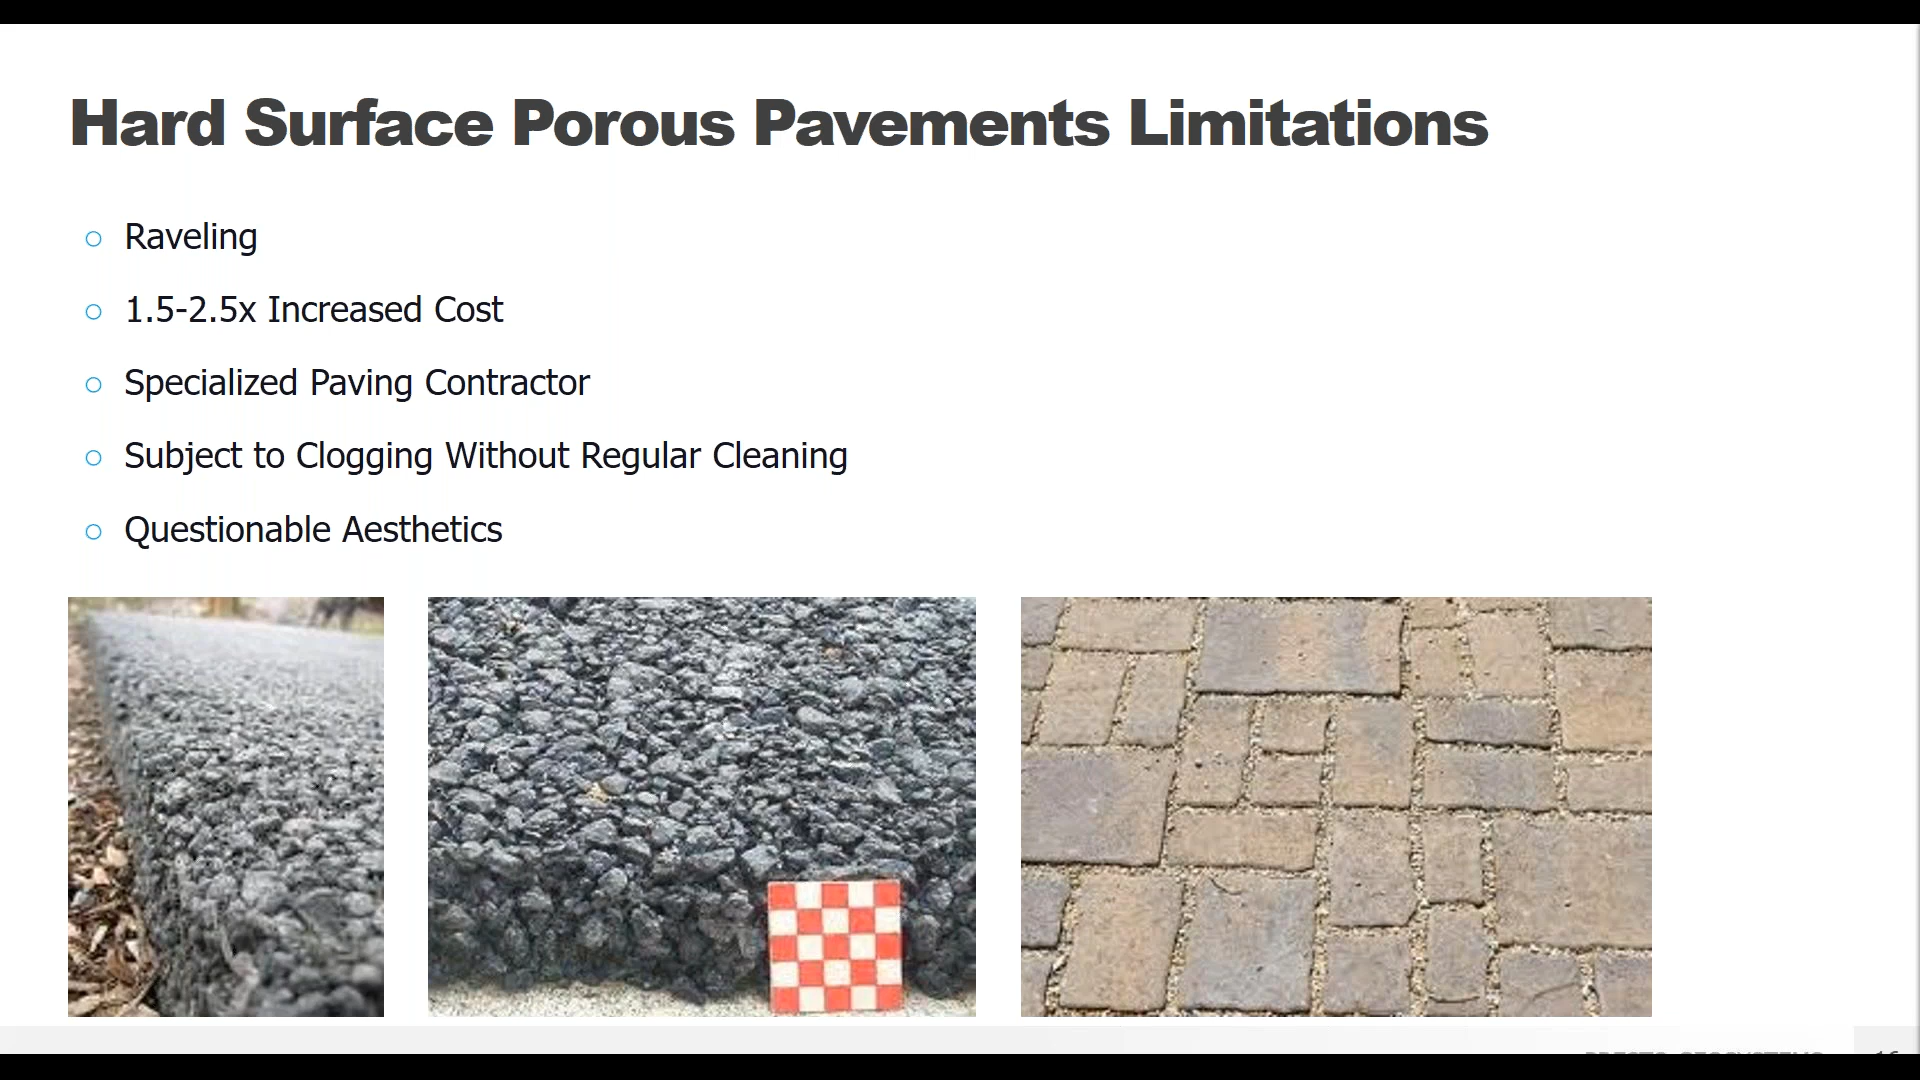 Hard Surface Porous Pavements Limitations
○ Raveling
○ 1.5-2.5x Increased Cost
○ Specialized Paving Contractor
○ Subject to Clogging Without Regular Cleaning
○ Questionable Aesthetics